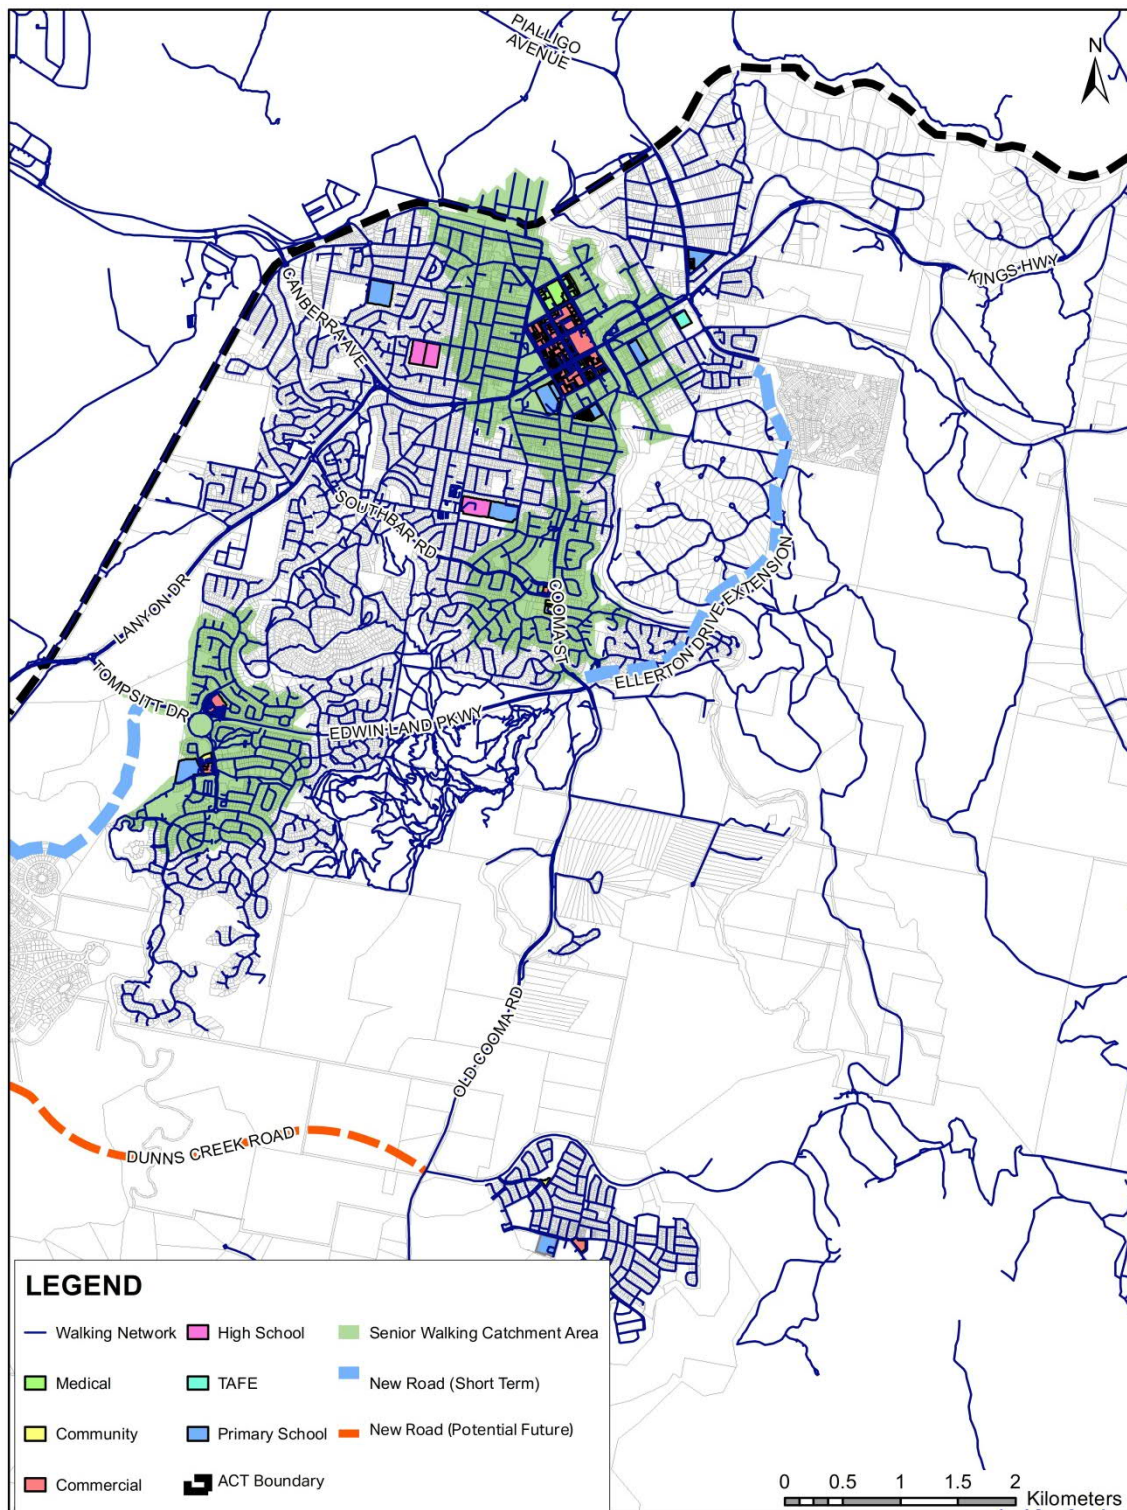 PIALLIGO
AVENUE
N
KINGS HWY
CANBERRA AVE
SOUTHBAR RD
COOMA ST
LANYON DR
ELLERTON DRIVE EXTENSION
TOMPSITT DR
EDWIN LAND PKWY
OLD COOMA RD
DUNNS CREEK ROAD
LEGEND
Walking Network
High School
Senior Walking Catchment Area
Medical
TAFE
New Road (Short Term)
Community
Primary School
New Road (Potential Future)
Commercial
ACT Boundary
0 0.5 1 1.5 2
Kilometers